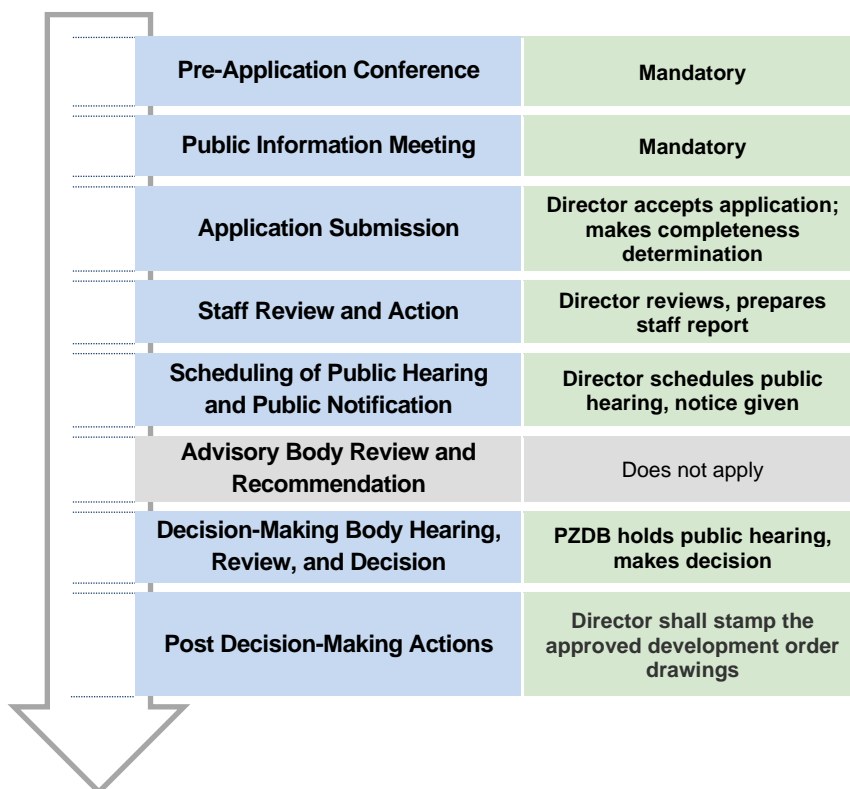 Pre-Application Conference
Mandatory
Public Information Meeting
Mandatory
Application Submission
Director accepts application;
makes completeness
determination
Staff Review and Action
Director reviews, prepares
staff report
Scheduling of Public Hearing
and Public Notification
Director schedules public
hearing, notice given
Advisory Body Review and
Recommendation
Does not apply
Decision-Making Body Hearing,
Review, and Decision
PZDB holds public hearing,
makes decision
Post Decision-Making Actions
Director shall stamp the
approved development order
drawings